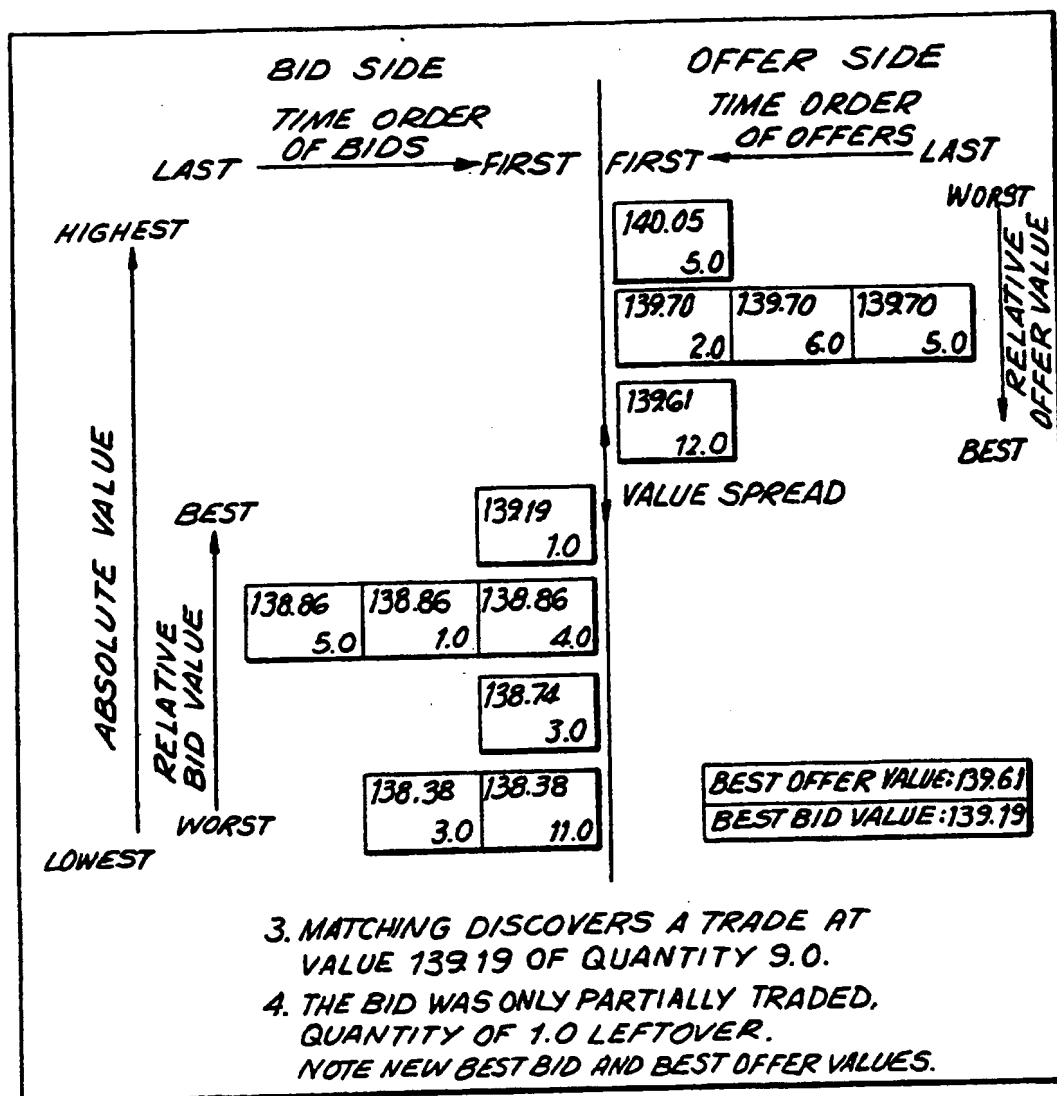 BID SIDE
OFFER SIDE
TIME ORDER
OF BIDS
LAST
FIRST
TIME ORDER
OF OFFERS
FIRST
LAST
HIGHEST
ABSOLUTE VALUE
LOWEST
WORST
RELATIVE
OFFER VALUE
BEST
140.05
5.0
139.70 139.70 139.70
2.0 6.0 5.0
139.61
12.0
VALUE SPREAD
BEST
RELATIVE
BID VALUE
WORST
139.19
1.0
138.86 138.86 138.86
5.0 1.0 4.0
138.74
3.0
138.38 138.38
3.0 11.0
BEST OFFER VALUE: 139.61
BEST BID VALUE: 139.19
3. MATCHING DISCOVERS A TRADE AT
VALUE 139.19 OF QUANTITY 9.0.
4. THE BID WAS ONLY PARTIALLY TRADED,
QUANTITY OF 1.0 LEFTOVER.
NOTE NEW BEST BID AND BEST OFFER VALUES.